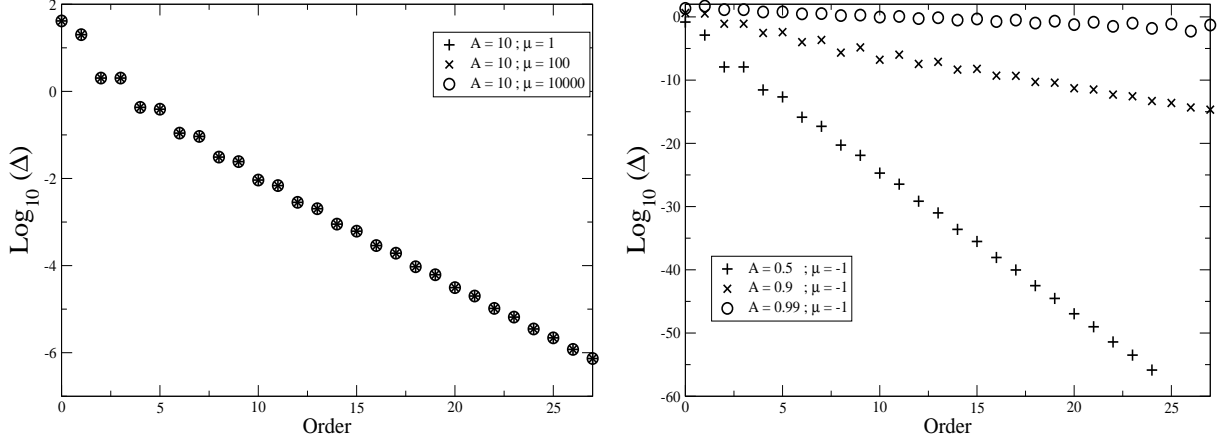 2
0
-2
-4
-6
Log10 (Δ)
0 5 10 15 20 25
Order
A = 10 ; μ = 1
A = 10 ; μ = 100
A = 10 ; μ = 10000
0
-10
-20
-30
-40
-50
-60
Log10 (Δ)
0 5 10 15 20 25
Order
A = 0.5 ; μ = -1
A = 0.9 ; μ = -1
A = 0.99 ; μ = -1